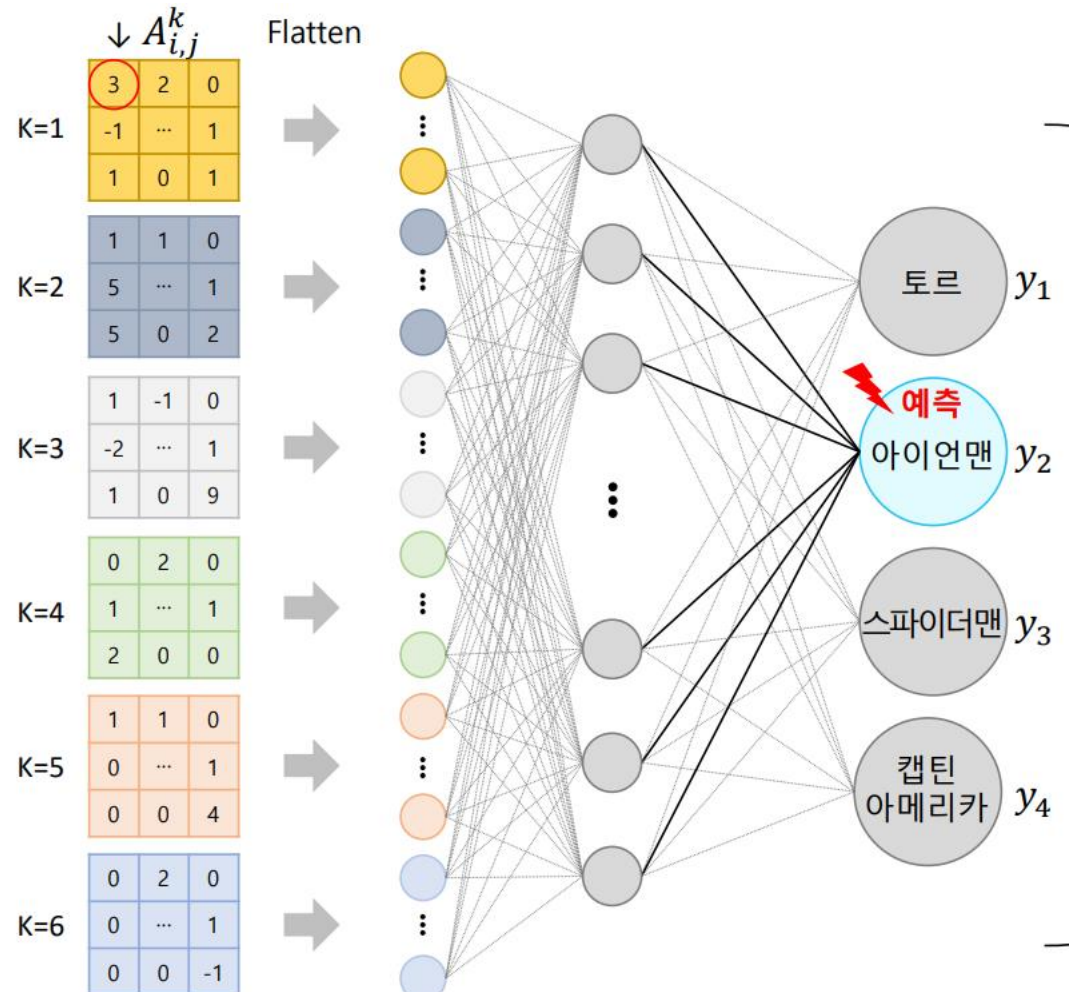 ↓ A^k_{i,j} Flatten
K=1
3 2 0
-1 ... 1
1 0 1
K=2
1 1 0
5 ... 1
5 0 2
K=3
1 -1 0
-2 ... 1
1 0 9
K=4
0 2 0
1 ... 1
2 0 0
K=5
1 1 0
0 ... 1
0 0 4
K=6
0 2 0
0 ... 1
0 0 -1
토르 y_1
예측
아이언맨 y_2
스파이더맨 y_3
캡틴
아메리카 y_4